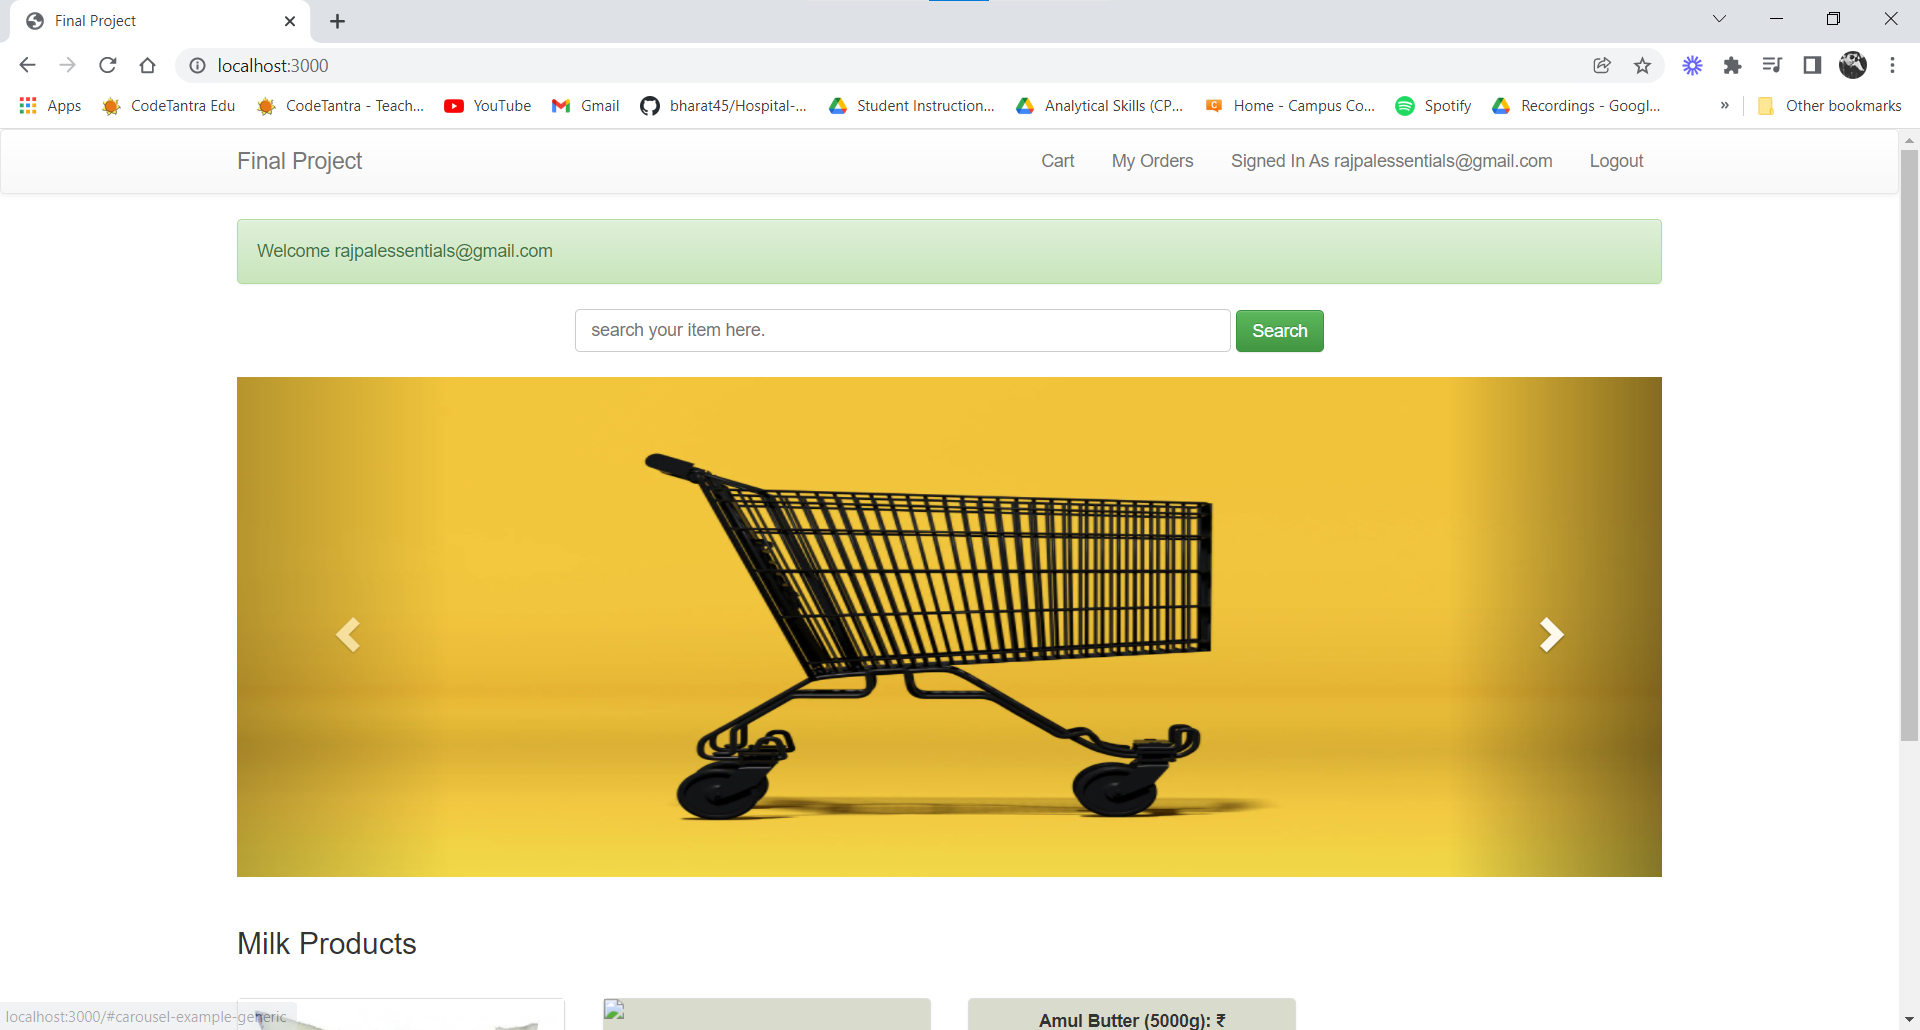 Final Project
localhost:3000
Apps
CodeTantra Edu
CodeTantra - Teach...
YouTube
Gmail
bharat45/Hospital-...
Student Instruction...
Analytical Skills (CP...
Home - Campus Co...
Spotify
Recordings - Googl...
»
Other bookmarks
Final Project
Cart
My Orders
Signed In As rajpalessentials@gmail.com
Logout
Welcome rajpalessentials@gmail.com
search your item here.
Search
Milk Products
Amul Butter (5000g): ₹
localhost:3000/#carousel-example-generic